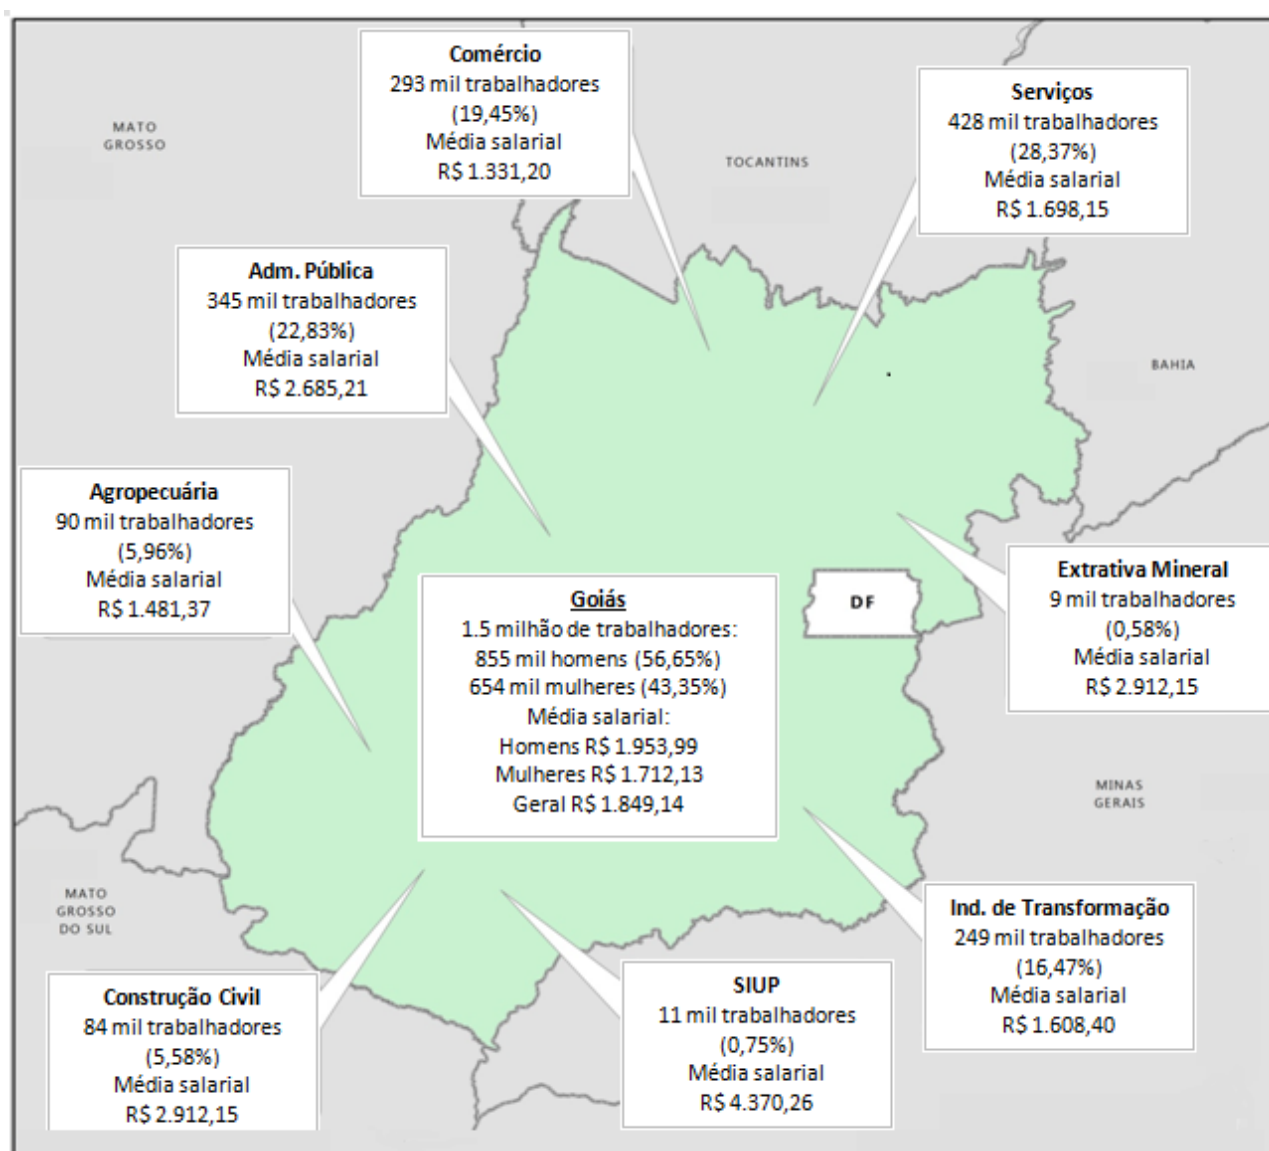 Comércio
293 mil trabalhadores
(19,45%)
Média salarial
R$ 1.331,20
Serviços
428 mil trabalhadores
(28,37%)
Média salarial
R$ 1.698,15
MATO
GROSSO
TOCANTINS
Adm. Pública
345 mil trabalhadores
(22,83%)
Média salarial
R$ 2.685,21
BAHIA
Agropecuária
90 mil trabalhadores
(5,96%)
Média salarial
R$ 1.481,37
Extrativa Mineral
9 mil trabalhadores
(0,58%)
Média salarial
R$ 2.912,15
DF
Goiás
1.5 milhão de trabalhadores:
855 mil homens (56,65%)
654 mil mulheres (43,35%)
Média salarial:
Homens R$ 1.953,99
Mulheres R$ 1.712,13
Geral R$ 1.849,14
MINAS
GERAIS
MATO
GROSSO
DO SUL
Ind. de Transformação
249 mil trabalhadores
(16,47%)
Média salarial
R$ 1.608,40
Construção Civil
84 mil trabalhadores
(5,58%)
Média salarial
R$ 2.912,15
SIUP
11 mil trabalhadores
(0,75%)
Média salarial
R$ 4.370,26